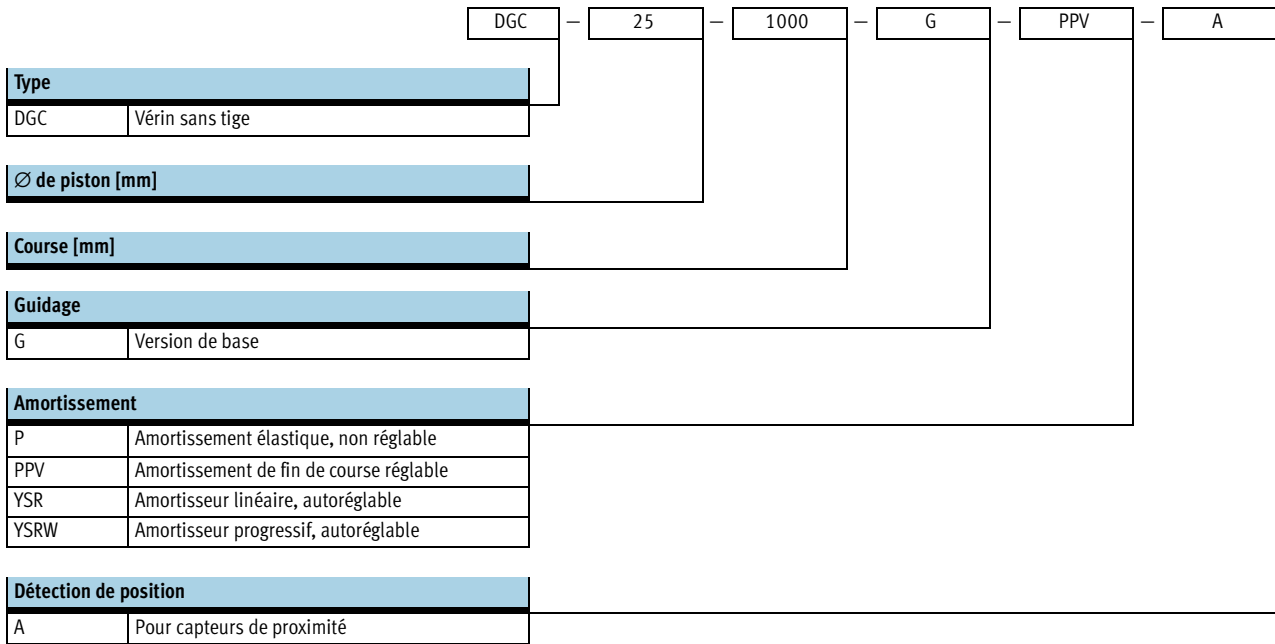 DGC – 25 – 1000 – G – PPV – A
Type
DGC Vérin sans tige
∅ de piston [mm]
Course [mm]
Guidage
G Version de base
Amortissement
P Amortissement élastique, non réglable
PPV Amortissement de fin de course réglable
YSR Amortisseur linéaire, autoréglable
YSRW Amortisseur progressif, autoréglable
Détection de position
A Pour capteurs de proximité